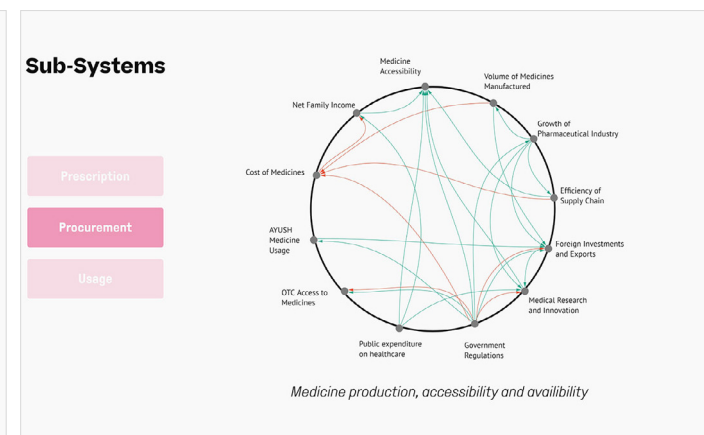 Sub-Systems
Prescription
Procurement
Usage
Medicine
Accessibility
Volume of Medicines
Manufactured
Net Family Income
Growth of
Pharmaceutical Industry
Cost of Medicines
Efficiency of
Supply Chain
AYUSH
Medicine
Usage
Foreign Investments
and Exports
OTC Access to
Medicines
Medical Research
and Innovation
Public expenditure
on healthcare
Government
Regulations
Medicine production, accessibility and availibility